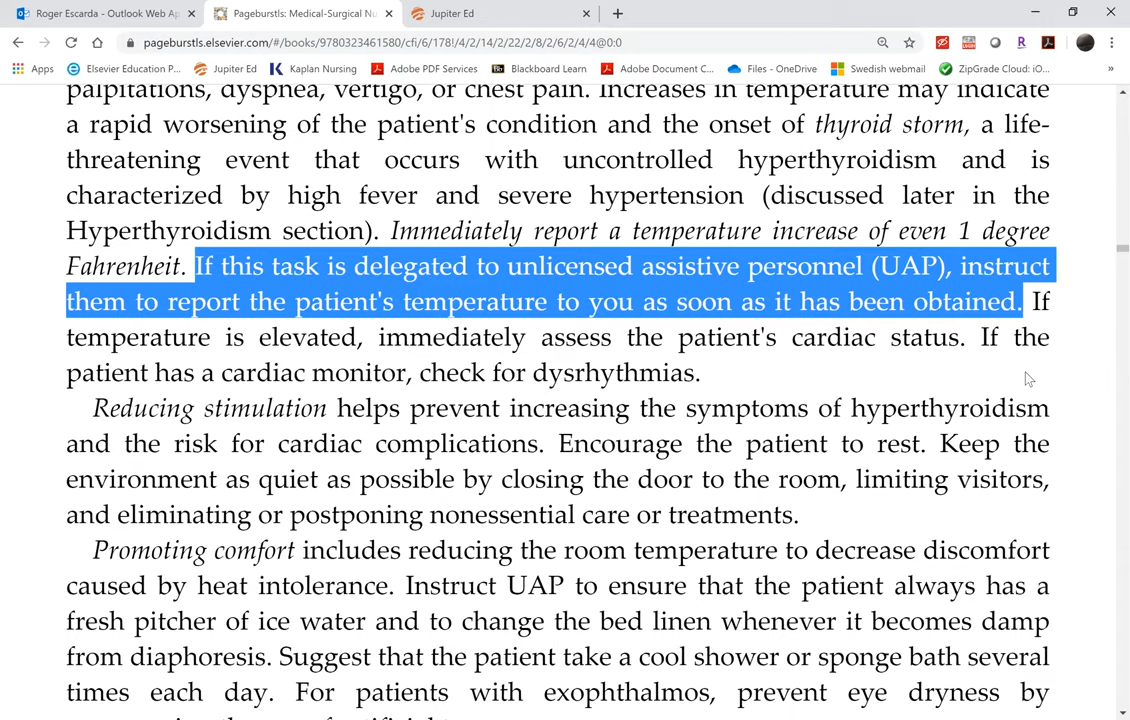 Roger Escarda - Outlook Web Ap
Pageburstls: Medical-Surgical Nu
Jupiter Ed
pageburstls.elsevier.com/#/books/9780323461580/cfi/6/178!/4/2/14/2/22/2/8/2/6/2/4/4@0:0
Apps
Elsevier Education P...
Jupiter Ed
Kaplan Nursing
Adobe PDF Services
Blackboard Learn
Adobe Document C...
Files - OneDrive
Swedish webmail
ZipGrade Cloud: iO...
»
palpitations, dyspnea, vertigo, or chest pain. Increases in temperature may indicate
a rapid worsening of the patient's condition and the onset of thyroid storm, a life-
threatening event that occurs with uncontrolled hyperthyroidism and is
characterized by high fever and severe hypertension (discussed later in the
Hyperthyroidism section). Immediately report a temperature increase of even 1 degree
Fahrenheit. If this task is delegated to unlicensed assistive personnel (UAP), instruct
them to report the patient's temperature to you as soon as it has been obtained. If
temperature is elevated, immediately assess the patient's cardiac status. If the
patient has a cardiac monitor, check for dysrhythmias.
Reducing stimulation helps prevent increasing the symptoms of hyperthyroidism
and the risk for cardiac complications. Encourage the patient to rest. Keep the
environment as quiet as possible by closing the door to the room, limiting visitors,
and eliminating or postponing nonessential care or treatments.
Promoting comfort includes reducing the room temperature to decrease discomfort
caused by heat intolerance. Instruct UAP to ensure that the patient always has a
fresh pitcher of ice water and to change the bed linen whenever it becomes damp
from diaphoresis. Suggest that the patient take a cool shower or sponge bath several
times each day. For patients with exophthalmos, prevent eye dryness by